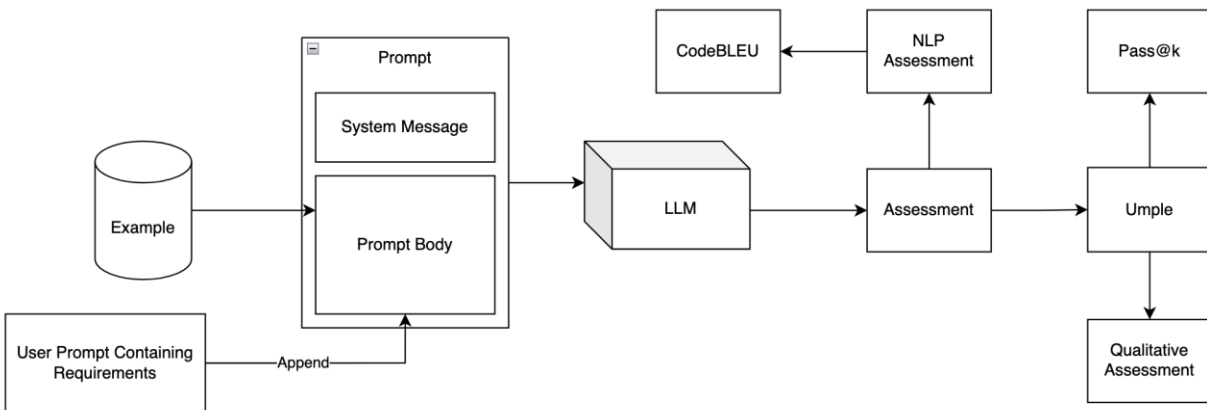 Prompt
System Message
Prompt Body
Example
User Prompt Containing
Requirements
Append
LLM
CodeBLEU
NLP
Assessment
Assessment
Pass@k
Umple
Qualitative
Assessment